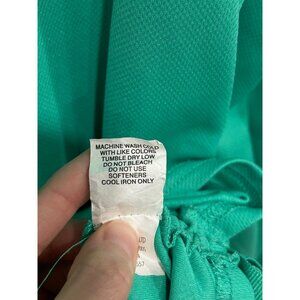 MACHINE WASH COLD
WITH LIKE COLORS
TUMBLE DRY LOW
DO NOT BLEACH
DO NOT USE
SOFTENERS
COOL IRON ONLY
LTD